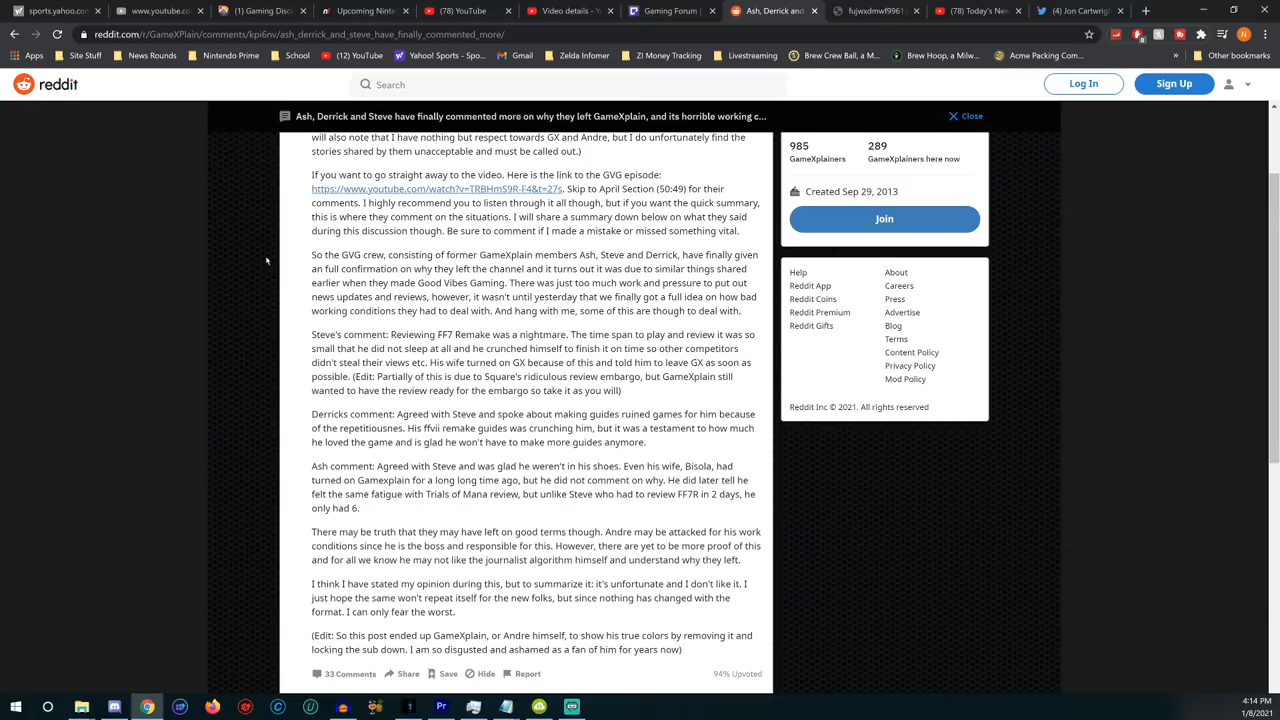 sports.yahoo.com/
www.youtube.com/
(1) Gaming Disc
Upcoming Ninten
(78) YouTube
Video details - Yo
Gaming Forum
Ash, Derrick and
fujwxdmwf9961
(78) Today's New
(4) Jon Cartwrigh
reddit.com/r/GameXPlain/comments/kpi6nv/ash_derrick_and_steve_have_finally_commented_more/
Apps
Site Stuff
News Rounds
Nintendo Prime
School
(12) YouTube
Yahoo! Sports - Spo...
Gmail
Zelda Infomer
ZI Money Tracking
Livestreaming
Brew Crew Ball, a M...
Brew Hoop, a Milw...
Acme Packing Com...
»
Other bookmarks
reddit
Search
Log In
Sign Up
Ash, Derrick and Steve have finally commented more on why they left GameXplain, and its horrible working c...
Close
will also note that I have nothing but respect towards GX and Andre, but I do unfortunately find the
stories shared by them unacceptable and must be called out.)
If you want to go straight away to the video. Here is the link to the GVG episode:
https://www.youtube.com/watch?v=TRBHmS9R-F4&t=27s. Skip to April Section (50:49) for their
comments. I highly recommend you to listen through it all though, but if you want the quick summary,
this is where they comment on the situations. I will share a summary down below on what they said
during this discussion though. Be sure to comment if I made a mistake or missed something vital.
So the GVG crew, consisting of former GameXplain members Ash, Steve and Derrick, have finally given
an full confirmation on why they left the channel and it turns out it was due to similar things shared
earlier when they made Good Vibes Gaming. There was just too much work and pressure to put out
news updates and reviews, however, it wasn't until yesterday that we finally got a full idea on how bad
working conditions they had to deal with. And hang with me, some of this are though to deal with.
Steve's comment: Reviewing FF7 Remake was a nightmare. The time span to play and review it was so
small that he did not sleep at all and he crunched himself to finish it on time so other competitors
didn't steal their views etc. His wife turned on GX because of this and told him to leave GX as soon as
possible. (Edit: Partially of this is due to Square's ridiculous review embargo, but GameXplain still
wanted to have the review ready for the embargo so take it as you will)
Derricks comment: Agreed with Steve and spoke about making guides ruined games for him because
of the repetitiousnes. His ffvii remake guides was crunching him, but it was a testament to how much
he loved the game and is glad he won't have to make more guides anymore.
Ash comment: Agreed with Steve and was glad he weren't in his shoes. Even his wife, Bisola, had
turned on Gamexplain for a long long time ago, but he did not comment on why. He did later tell he
felt the same fatigue with Trials of Mana review, but unlike Steve who had to review FF7R in 2 days, he
only had 6.
There may be truth that they may have left on good terms though. Andre may be attacked for his work
conditions since he is the boss and responsible for this. However, there are yet to be more proof of this
and for all we know he may not like the journalist algorithm himself and understand why they left.
I think I have stated my opinion during this, but to summarize it: it's unfortunate and I don't like it. I
just hope the same won't repeat itself for the new folks, but since nothing has changed with the
format. I can only fear the worst.
(Edit: So this post ended up GameXplain, or Andre himself, to show his true colors by removing it and
locking the sub down. I am so disgusted and ashamed as a fan of him for years now)
33 Comments
Share
Save
Hide
Report
94% Upvoted
985
289
GameXplainers
GameXplainers here now
Created Sep 29, 2013
Join
Help
About
Reddit App
Careers
Reddit Coins
Press
Reddit Premium
Advertise
Reddit Gifts
Blog
Terms
Content Policy
Privacy Policy
Mod Policy
Reddit Inc © 2021. All rights reserved
4:14 PM
1/8/2021